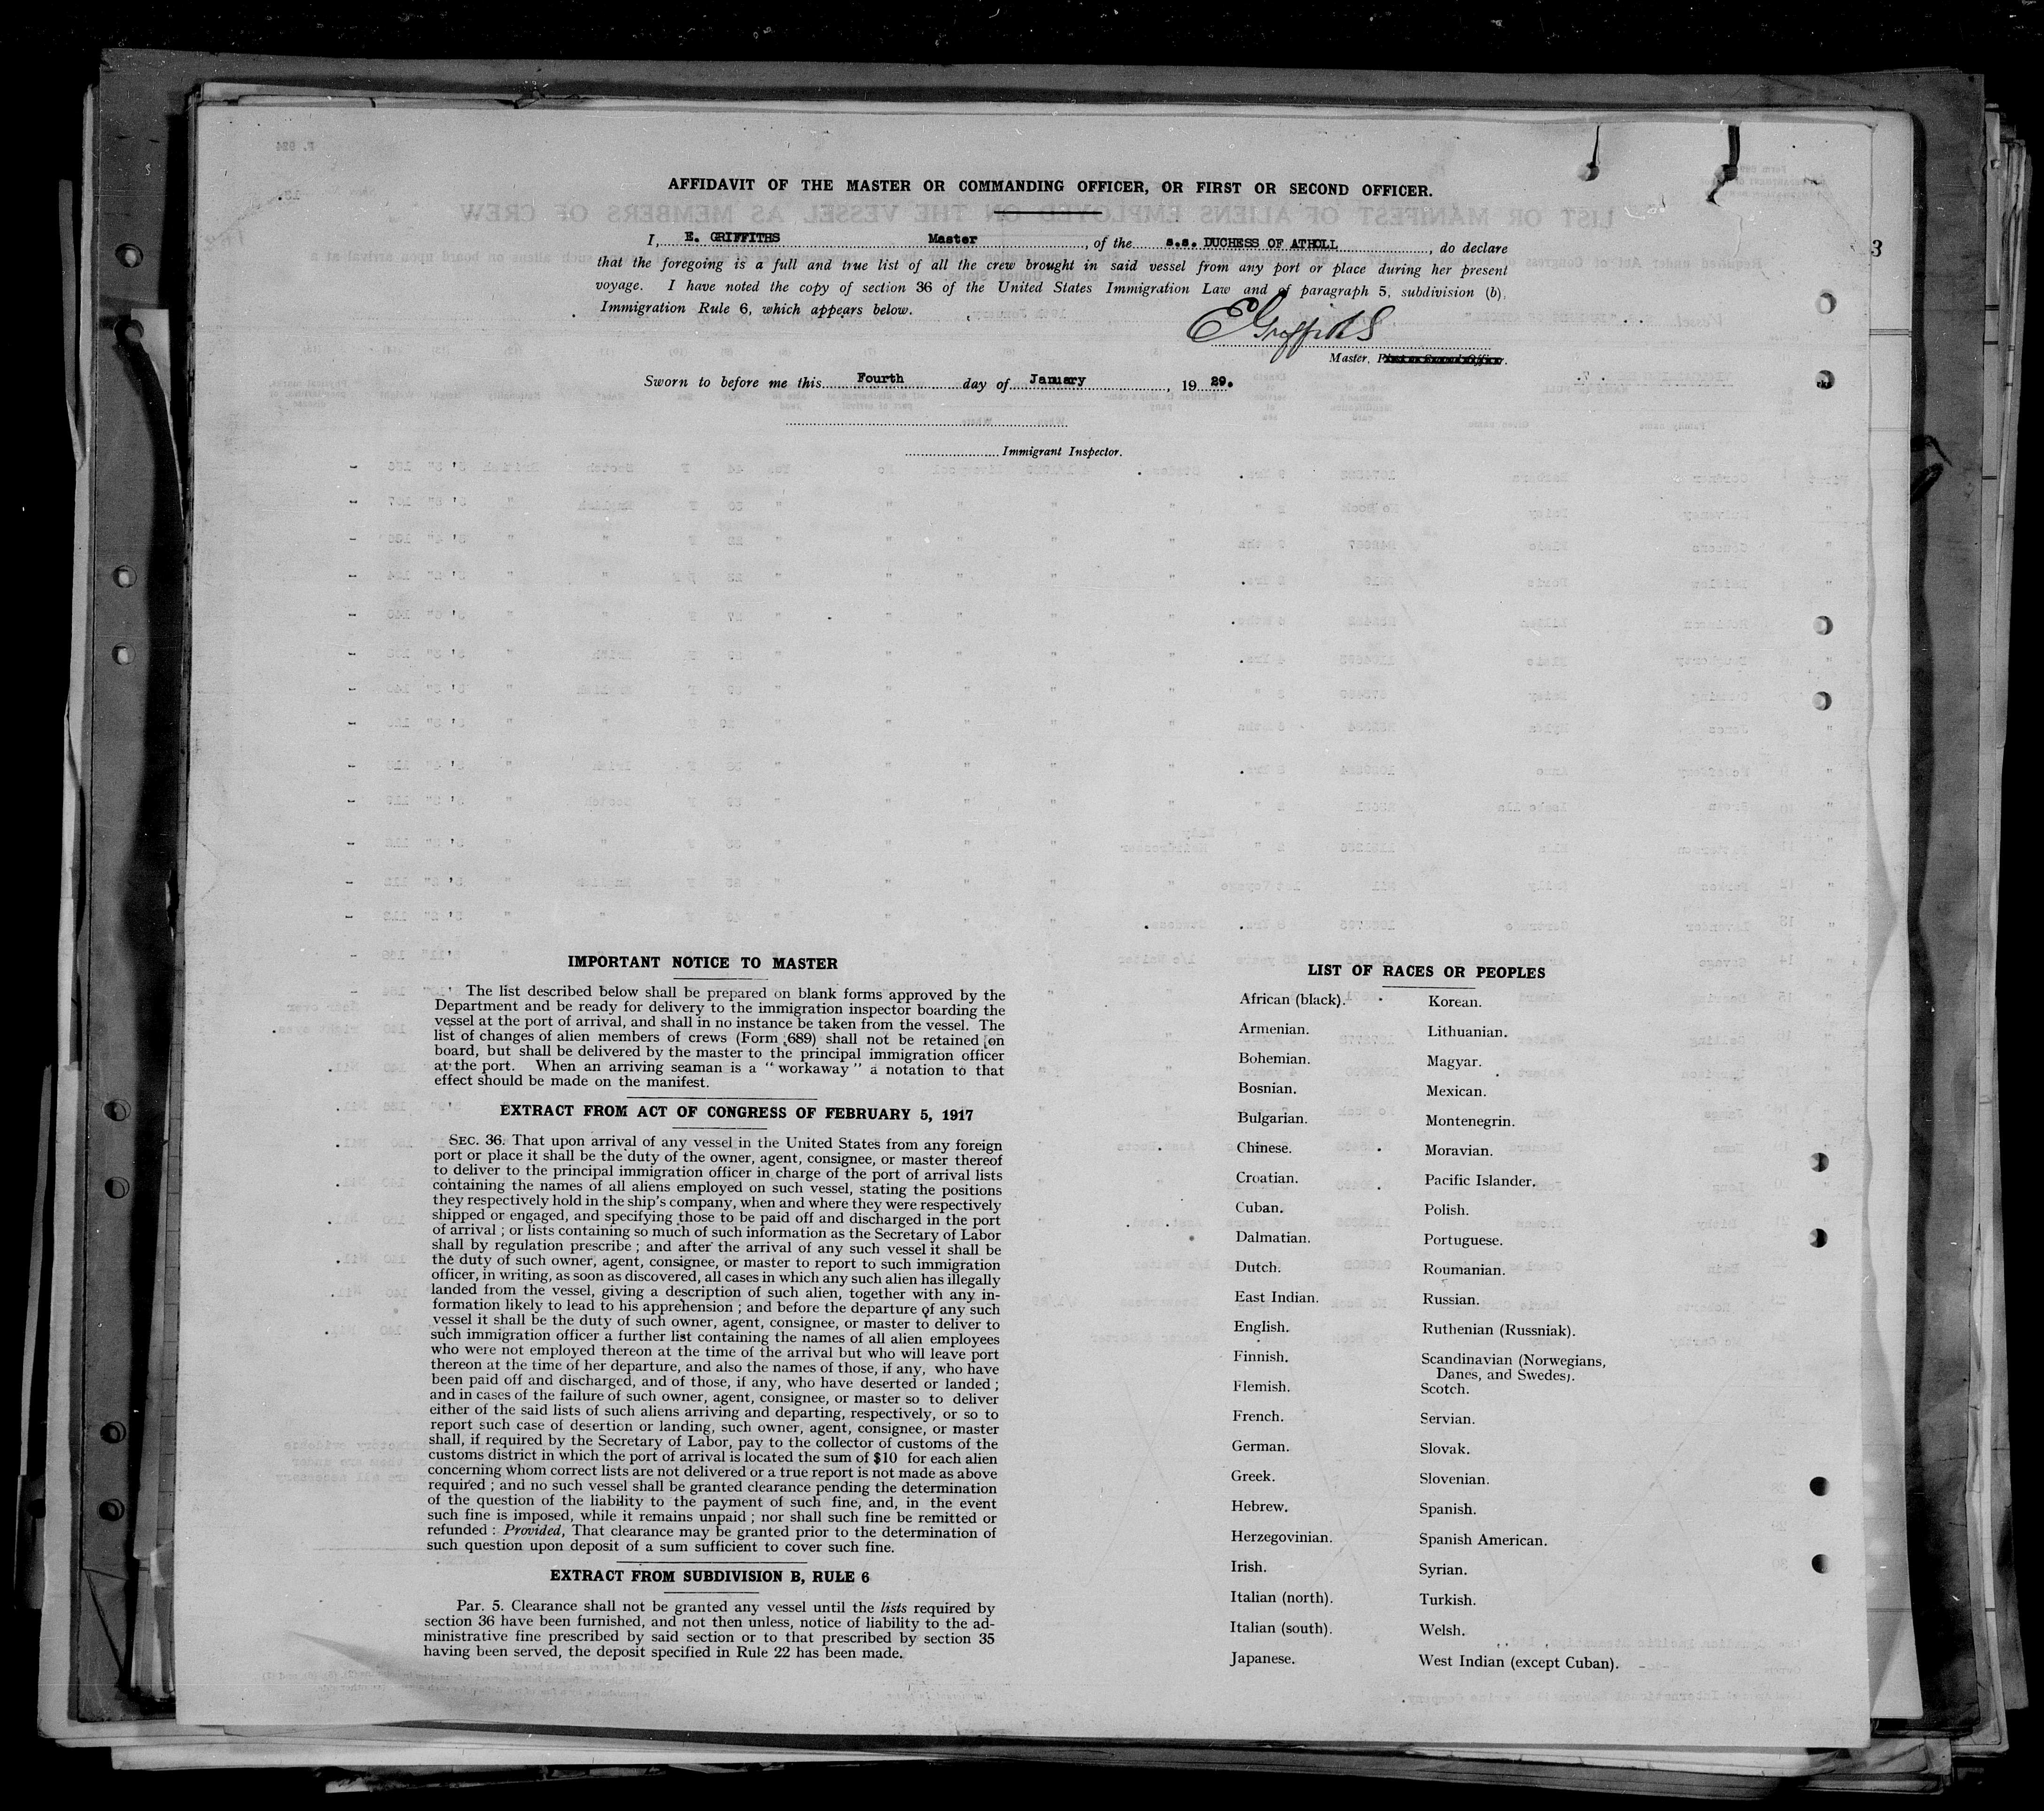 AFFIDAVIT OF THE MASTER OR COMMANDING OFFICER, OR FIRST OR SECOND OFFICER.
I, E. GRIFFITHS Master, of the s.s. DUCHESS OF ATHOLL, do declare
that the foregoing is a full and true list of all the crew brought in said vessel from any port or place during her present
voyage. I have noted the copy of section 36 of the United States Immigration Law and of paragraph 5, subdivision (b),
Immigration Rule 6, which appears below.
E Griffiths
Master,
Sworn to before me this Fourth day of January, 19 29.
Immigrant Inspector.
3
IMPORTANT NOTICE TO MASTER
The list described below shall be prepared on blank forms approved by the
Department and be ready for delivery to the immigration inspector boarding the
vessel at the port of arrival, and shall in no instance be taken from the vessel. The
list of changes of alien members of crews (Form 689) shall not be retained on
board, but shall be delivered by the master to the principal immigration officer
at the port. When an arriving seaman is a "workaway" a notation to that
effect should be made on the manifest.
EXTRACT FROM ACT OF CONGRESS OF FEBRUARY 5, 1917
SEC. 36. That upon arrival of any vessel in the United States from any foreign
port or place it shall be the duty of the owner, agent, consignee, or master thereof
to deliver to the principal immigration officer in charge of the port of arrival lists
containing the names of all aliens employed on such vessel, stating the positions
they respectively hold in the ship's company, when and where they were respectively
shipped or engaged, and specifying those to be paid off and discharged in the port
of arrival; or lists containing so much of such information as the Secretary of Labor
shall by regulation prescribe; and after the arrival of any such vessel it shall be
the duty of such owner, agent, consignee, or master to report to such immigration
officer, in writing, as soon as discovered, all cases in which any such alien has illegally
landed from the vessel, giving a description of such alien, together with any in-
formation likely to lead to his apprehension; and before the departure of any such
vessel it shall be the duty of such owner, agent, consignee, or master to deliver to
such immigration officer a further list containing the names of all alien employees
who were not employed thereon at the time of the arrival but who will leave port
thereon at the time of her departure, and also the names of those, if any, who have
been paid off and discharged, and of those, if any, who have deserted or landed;
and in cases of the failure of such owner, agent, consignee, or master so to deliver
either of the said lists of such aliens arriving and departing, respectively, or so to
report such case of desertion or landing, such owner, agent, consignee, or master
shall, if required by the Secretary of Labor, pay to the collector of customs of the
customs district in which the port of arrival is located the sum of $10 for each alien
concerning whom correct lists are not delivered or a true report is not made as above
required; and no such vessel shall be granted clearance pending the determination
of the question of the liability to the payment of such fine, and, in the event
such fine is imposed, while it remains unpaid; nor shall such fine be remitted or
refunded: Provided, That clearance may be granted prior to the determination of
such question upon deposit of a sum sufficient to cover such fine.
EXTRACT FROM SUBDIVISION B, RULE 6
Par. 5. Clearance shall not be granted any vessel until the lists required by
section 36 have been furnished, and not then unless, notice of liability to the ad-
ministrative fine prescribed by said section or to that prescribed by section 35
having been served, the deposit specified in Rule 22 has been made.
LIST OF RACES OR PEOPLES
African (black).
Armenian.
Bohemian.
Bosnian.
Bulgarian.
Chinese.
Croatian.
Cuban.
Dalmatian.
Dutch.
East Indian.
English.
Finnish.
Flemish.
French.
German.
Greek.
Hebrew.
Herzegovinian.
Irish.
Italian (north).
Italian (south).
Japanese.
Korean.
Lithuanian.
Magyar.
Mexican.
Montenegrin.
Moravian.
Pacific Islander.
Polish.
Portuguese.
Roumanian.
Russian.
Ruthenian (Russniak).
Scandinavian (Norwegians,
Danes, and Swedes).
Scotch.
Servian.
Slovak.
Slovenian.
Spanish.
Spanish American.
Syrian.
Turkish.
Welsh.
West Indian (except Cuban).